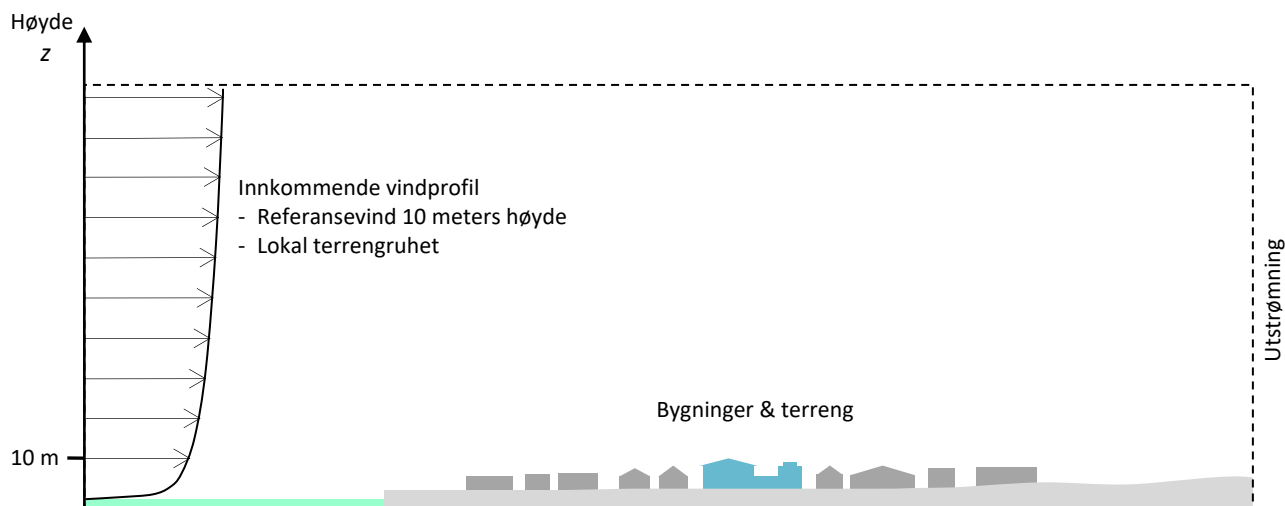 Høyde
z
Innkommende vindprofil
- Referansevind 10 meters høyde
- Lokal terrengruhet
Utstrømning
Bygninger & terreng
10 m